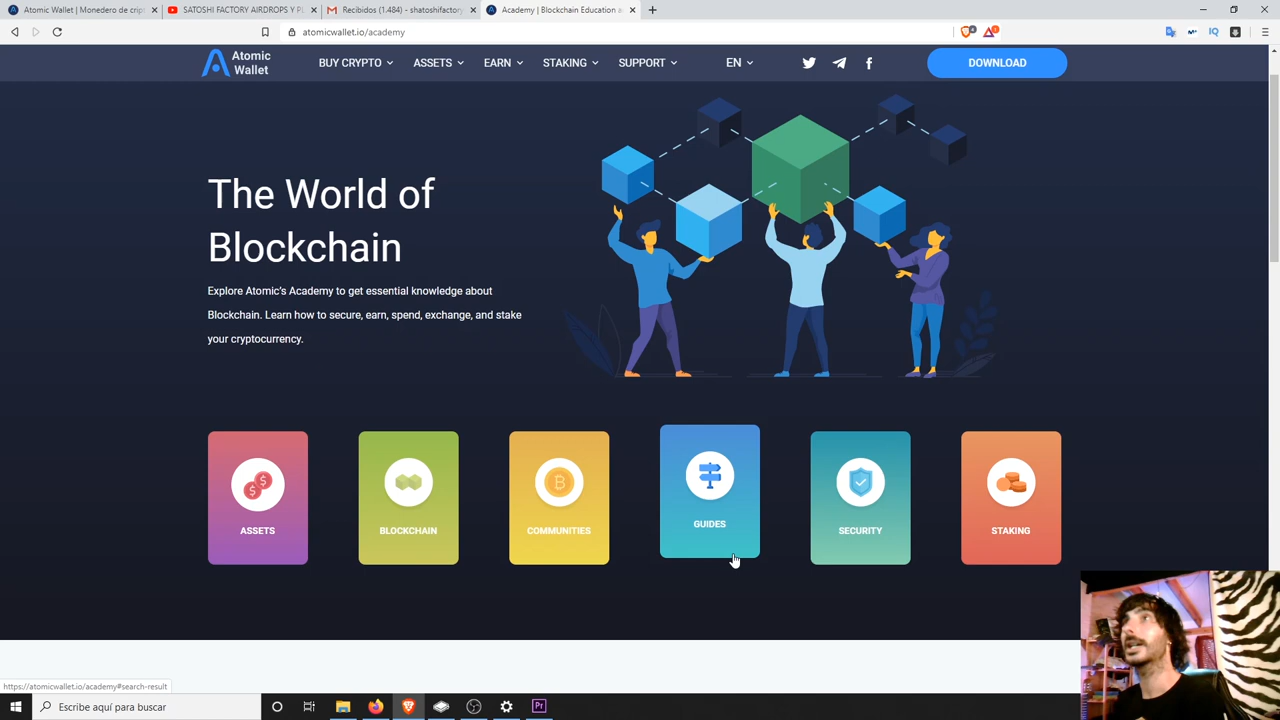 Atomic Wallet | Monedero de cript
SATOSHI FACTORY AIRDROPS Y P
Recibidos (1.484) - shatoshifactory
Academy | Blockchain Education a
atomicwallet.io/academy
Atomic
Wallet
BUY CRYPTO
ASSETS
EARN
STAKING
SUPPORT
EN
DOWNLOAD
The World of
Blockchain
Explore Atomic's Academy to get essential knowledge about
Blockchain. Learn how to secure, earn, spend, exchange, and stake
your cryptocurrency.
ASSETS
BLOCKCHAIN
COMMUNITIES
GUIDES
SECURITY
STAKING
https://atomicwallet.io/academy#search-result
Escribe aquí para buscar
Pr